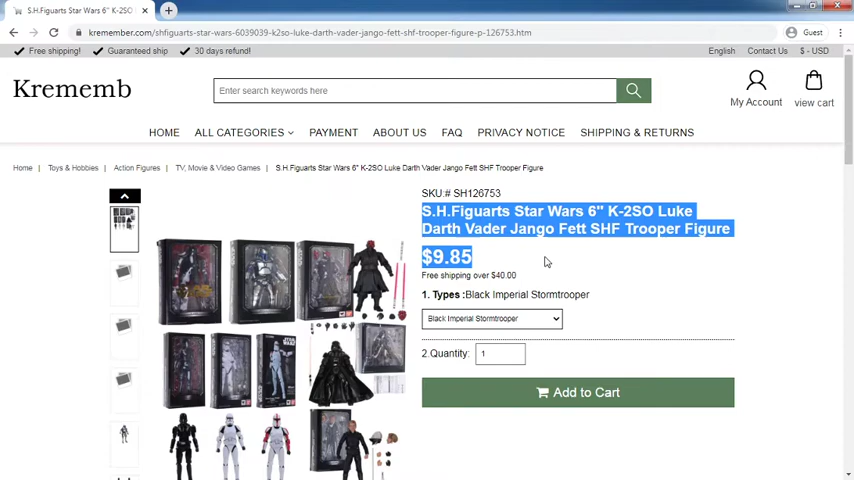 S.H.Figuarts Star Wars 6" K-2SO L
Guest
kremember.com/shfiguarts-star-wars-6039039-k2so-luke-darth-vader-jango-fett-shf-trooper-figure-p-126753.htm
Free shipping! Guarantee ship 30 days refund!
English Contact Us $ - USD
Krememb
Enter search keywords here
My Account
view cart
HOME ALL CATEGORIES PAYMENT ABOUT US FAQ PRIVACY NOTICE SHIPPING & RETURNS
Home | Toys & Hobbies | Action Figures | TV, Movie & Video Games | S.H.Figuarts Star Wars 6" K-2SO Luke Darth Vader Jango Fett SHF Trooper Figure
SKU:# SH126753
S.H.Figuarts Star Wars 6" K-2SO Luke
Darth Vader Jango Fett SHF Trooper Figure
$9.85
Free shipping over $40.00
1. Types :Black Imperial Stormtrooper
Black Imperial Stormtrooper
2.Quantity: 1
Add to Cart
STAR WARS